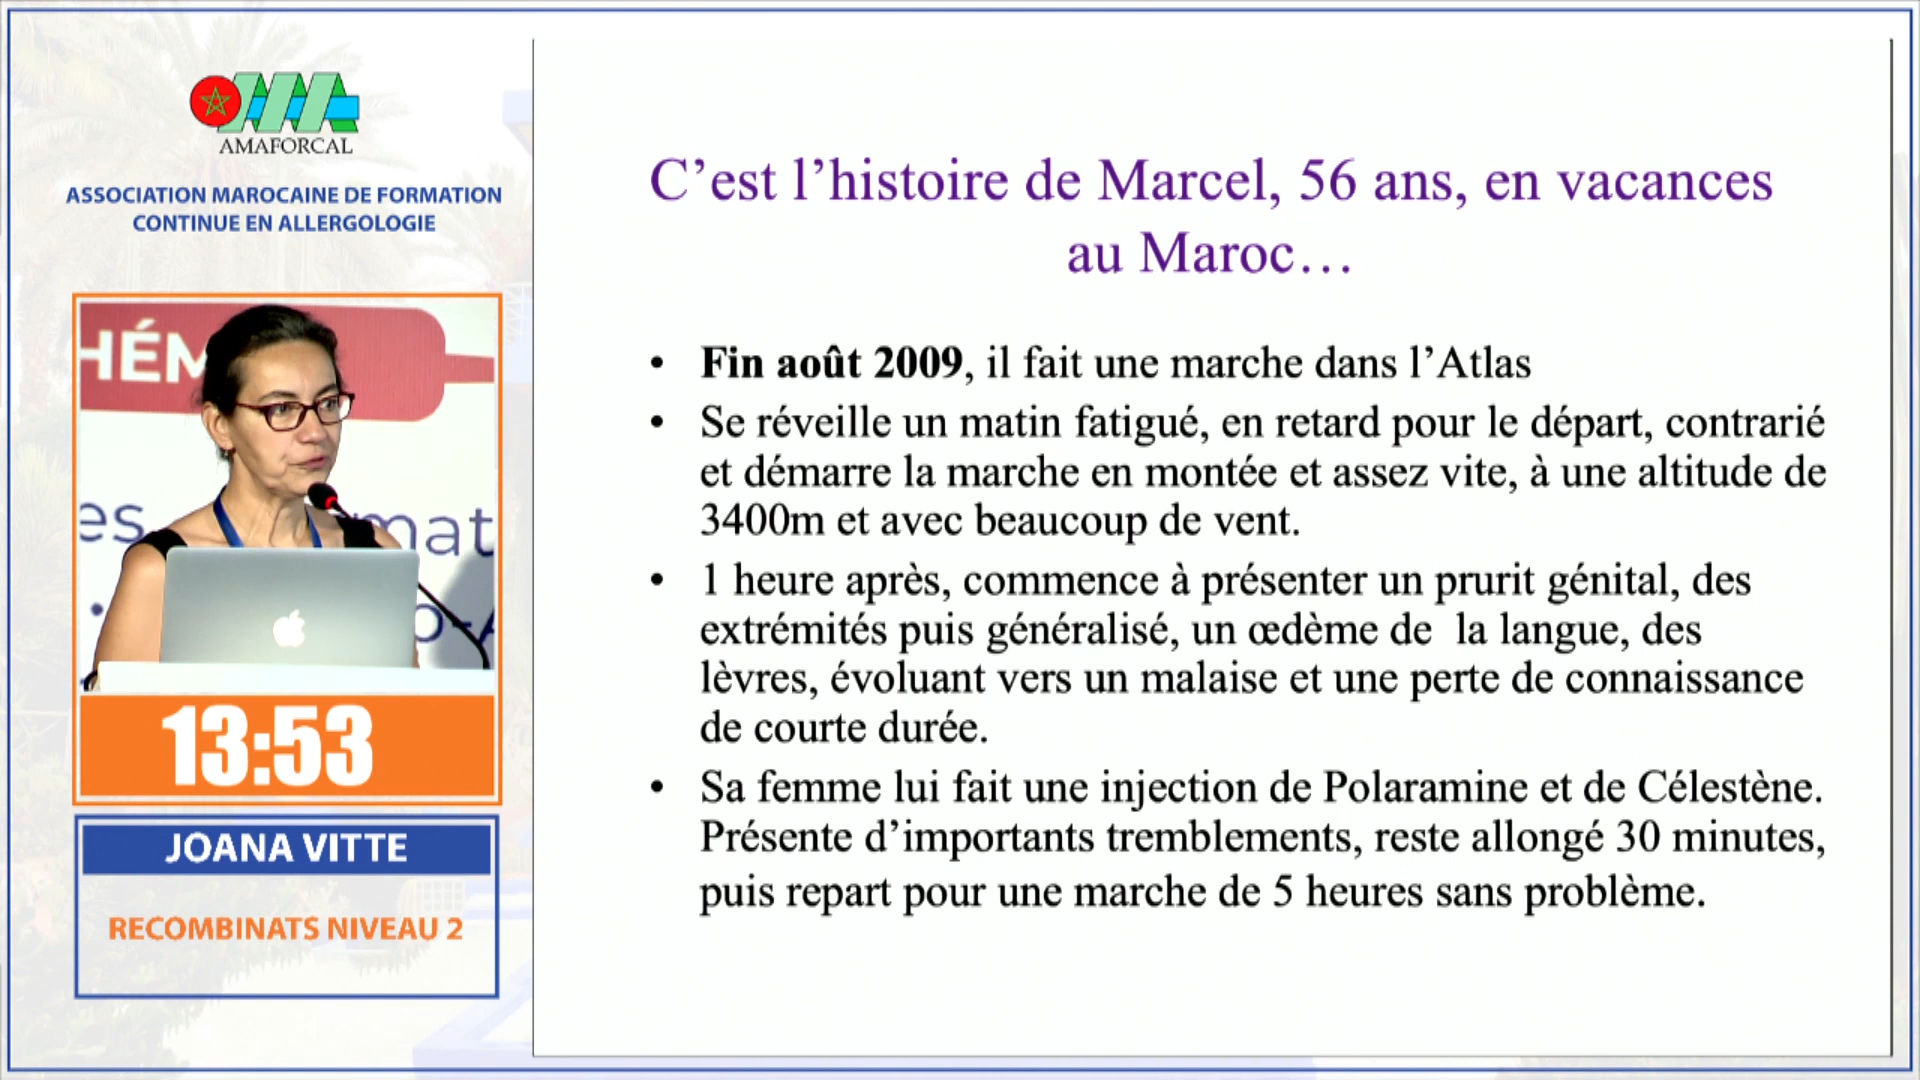 AMAFORCAL
ASSOCIATION MAROCAINE DE FORMATION
CONTINUE EN ALLERGOLOGIE
HÉM
es
mat
13:53
JOANA VITTE
RECOMBINATS NIVEAU 2
C’est l’histoire de Marcel, 56 ans, en vacances
au Maroc…
• Fin août 2009, il fait une marche dans l’Atlas
• Se réveille un matin fatigué, en retard pour le départ, contrarié
et démarre la marche en montée et assez vite, à une altitude de
3400m et avec beaucoup de vent.
• 1 heure après, commence à présenter un prurit génital, des
extrémités puis généralisé, un œdème de la langue, des
lèvres, évoluant vers un malaise et une perte de connaissance
de courte durée.
• Sa femme lui fait une injection de Polaramine et de Célestène.
Présente d’importants tremblements, reste allongé 30 minutes,
puis repart pour une marche de 5 heures sans problème.